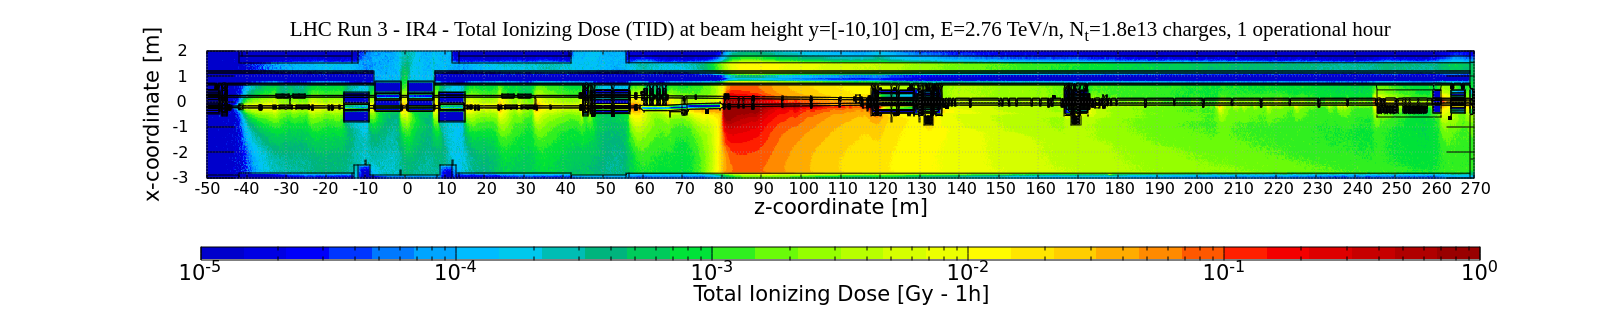 LHC Run 3 - IR4 - Total Ionizing Dose (TID) at beam height y=[-10,10] cm, E=2.76 TeV/n, Nt=1.8e13 charges, 1 operational hour
x-coordinate [m]
2
1
0
-1
-2
-3
-50 -40 -30 -20 -10 0 10 20 30 40 50 60 70 80 90 100 110 120 130 140 150 160 170 180 190 200 210 220 230 240 250 260 270
z-coordinate [m]
10-5 10-4 10-3 10-2 10-1 100
Total Ionizing Dose [Gy - 1h]